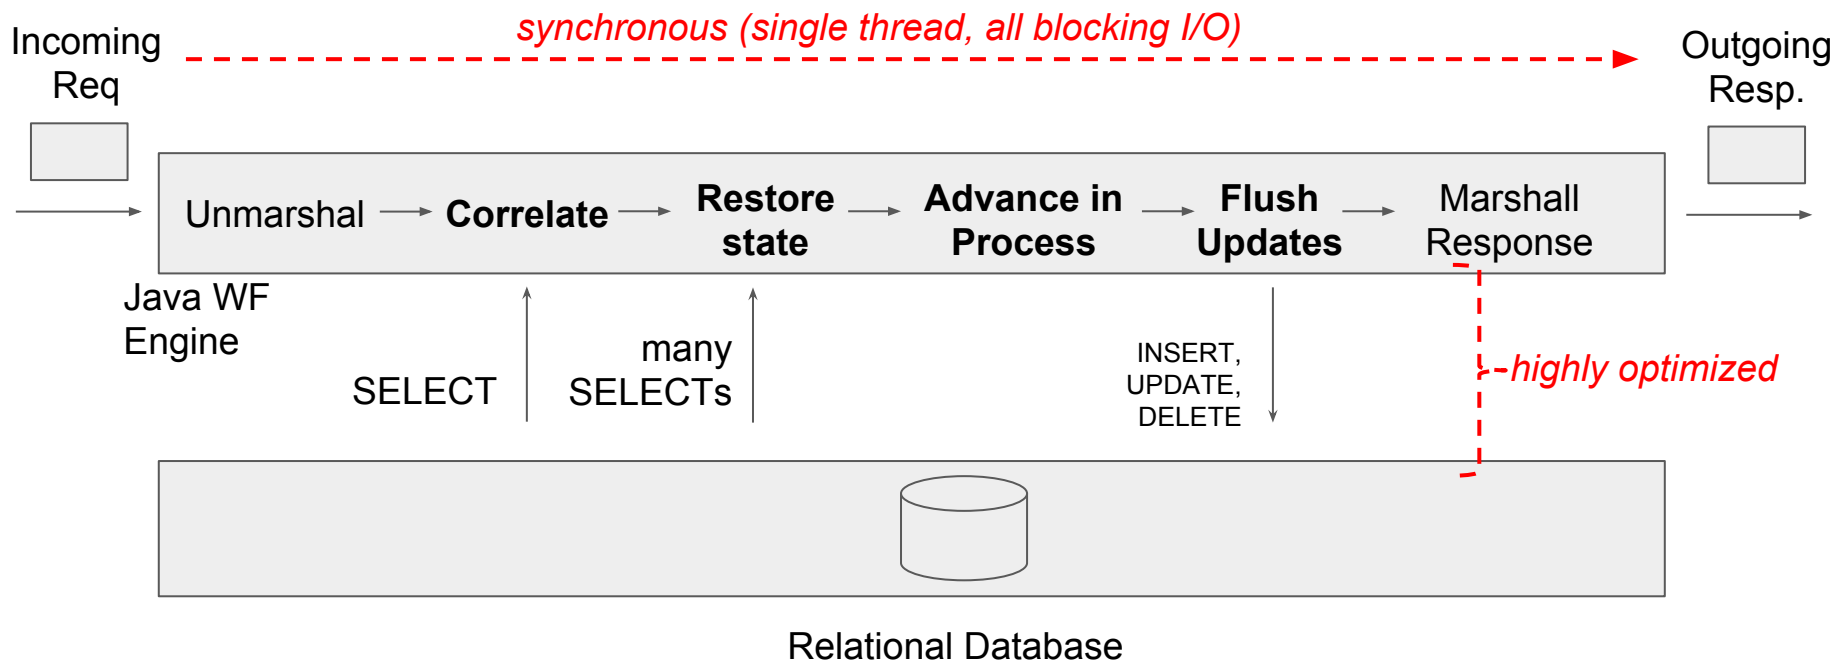 synchronous (single thread, all blocking I/O)
Incoming
Req
Outgoing
Resp.
Unmarshal
Correlate
Restore
state
Advance in
Process
Flush
Updates
Marshall
Response
Java WF
Engine
SELECT
many
SELECTs
INSERT,
UPDATE,
DELETE
highly optimized
Relational Database